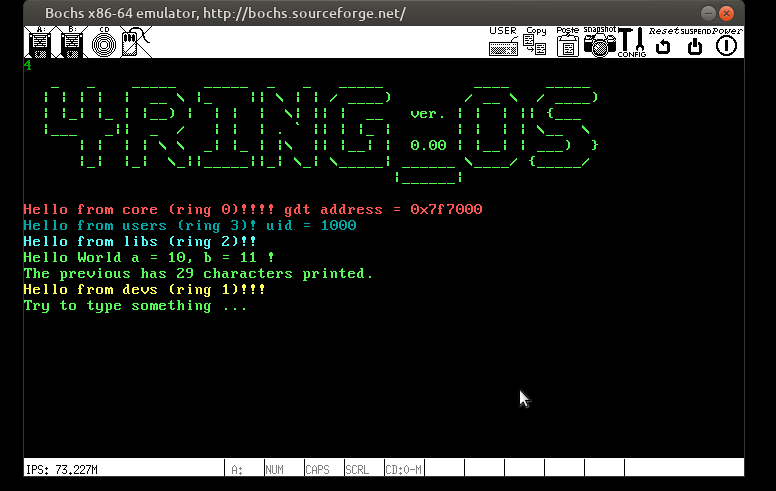 Bochs x86-64 emulator, http://bochs.sourceforge.net/
A: B: CD USER Copy Paste Snapshot CONFIG Reset SUSPEND Power
4
4RING_OS
ver.
0.00
Hello from core (ring 0)!!!! gdt address = 0x7f7000
Hello from users (ring 3)! uid = 1000
Hello from libs (ring 2)!!
Hello World a = 10, b = 11 !
The previous has 29 characters printed.
Hello from devs (ring 1)!!!
Try to type something ...
IPS: 73,227M A: NUM CAPS SCRL CD:0-M